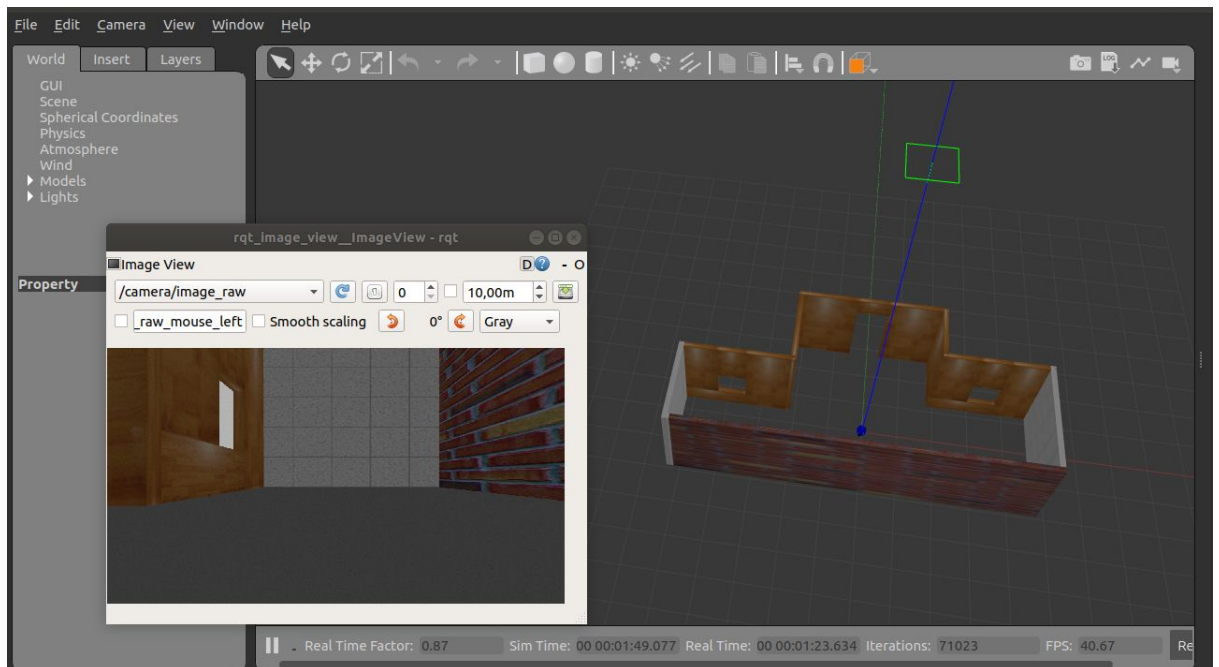 File Edit Camera View Window Help
World Insert Layers
GUI
Scene
Spherical Coordinates
Physics
Atmosphere
Wind
Models
Lights
Property
LOG
rqt_image_view__ImageView - rqt
Image View D ? - O
/camera/image_raw 0 10,00m
_raw_mouse_left Smooth scaling 0° Gray
Real Time Factor: 0.87 Sim Time: 00 00:01:49.077 Real Time: 00 00:01:23.634 Iterations: 71023 FPS: 40.67 Re